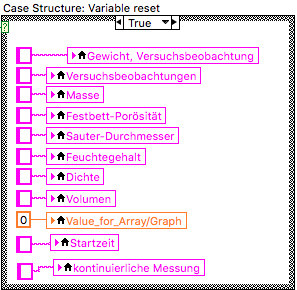 Case Structure: Variable reset
True
?
Gewicht, Versuchsbeobachtung
Versuchsbeobachtungen
Masse
Festbett-Porösität
Sauter-Durchmesser
Feuchtegehalt
Dichte
Volumen
0 Value_for_Array/Graph
Startzeit
kontinuierliche Messung